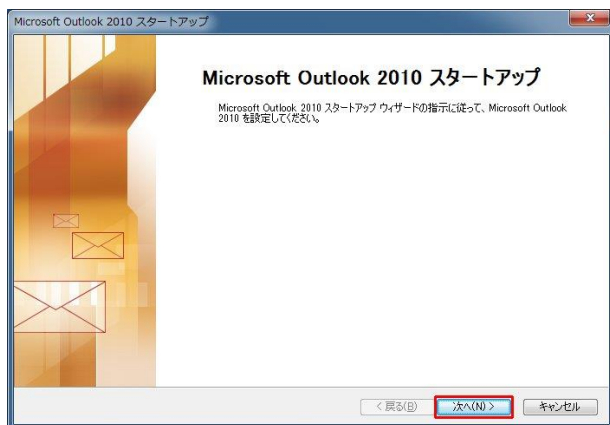 Microsoft Outlook 2010 スタートアップ
Microsoft Outlook 2010 スタートアップ
Microsoft Outlook 2010 スタートアップ ウィザードの指示に従って、Microsoft Outlook
2010 を設定してください。
< 戻る(B)
次へ(N) >
キャンセル